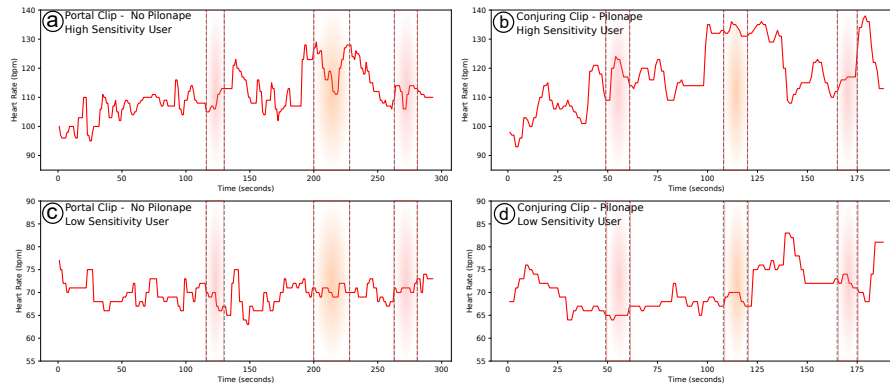 a Portal Clip - No Pilonape
High Sensitivity User
Heart Rate (bpm)
140
130
120
110
100
90
0 50 100 150 200 250 300
Time (seconds)
b Conjuring Clip - Pilonape
High Sensitivity User
Heart Rate (bpm)
140
130
120
110
100
90
0 25 50 75 100 125 150 175
Time (seconds)
c Portal Clip - No Pilonape
Low Sensitivity User
Heart Rate (bpm)
90
85
80
75
70
65
60
55
0 50 100 150 200 250 300
Time (seconds)
d Conjuring Clip - Pilonape
Low Sensitivity User
Heart Rate (bpm)
90
85
80
75
70
65
60
55
0 25 50 75 100 125 150 175
Time (seconds)